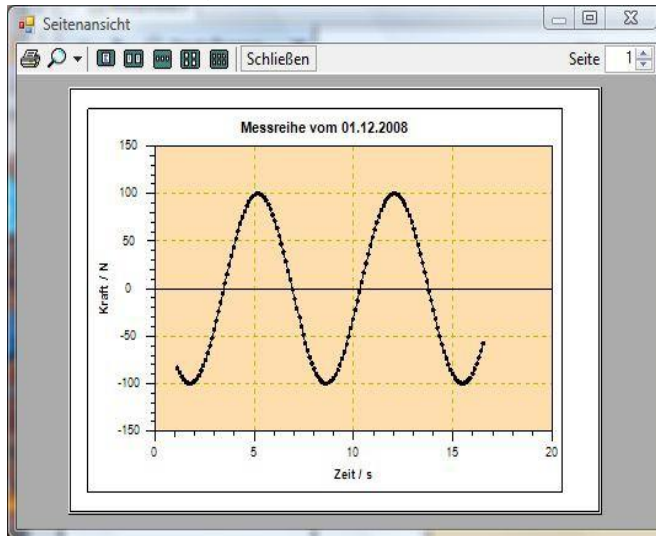 Seitenansicht
Schließen
Seite 1
Messreihe vom 01.12.2008
Kraft / N
150
100
50
0
-50
-100
-150
0 5 10 15 20
Zeit / s